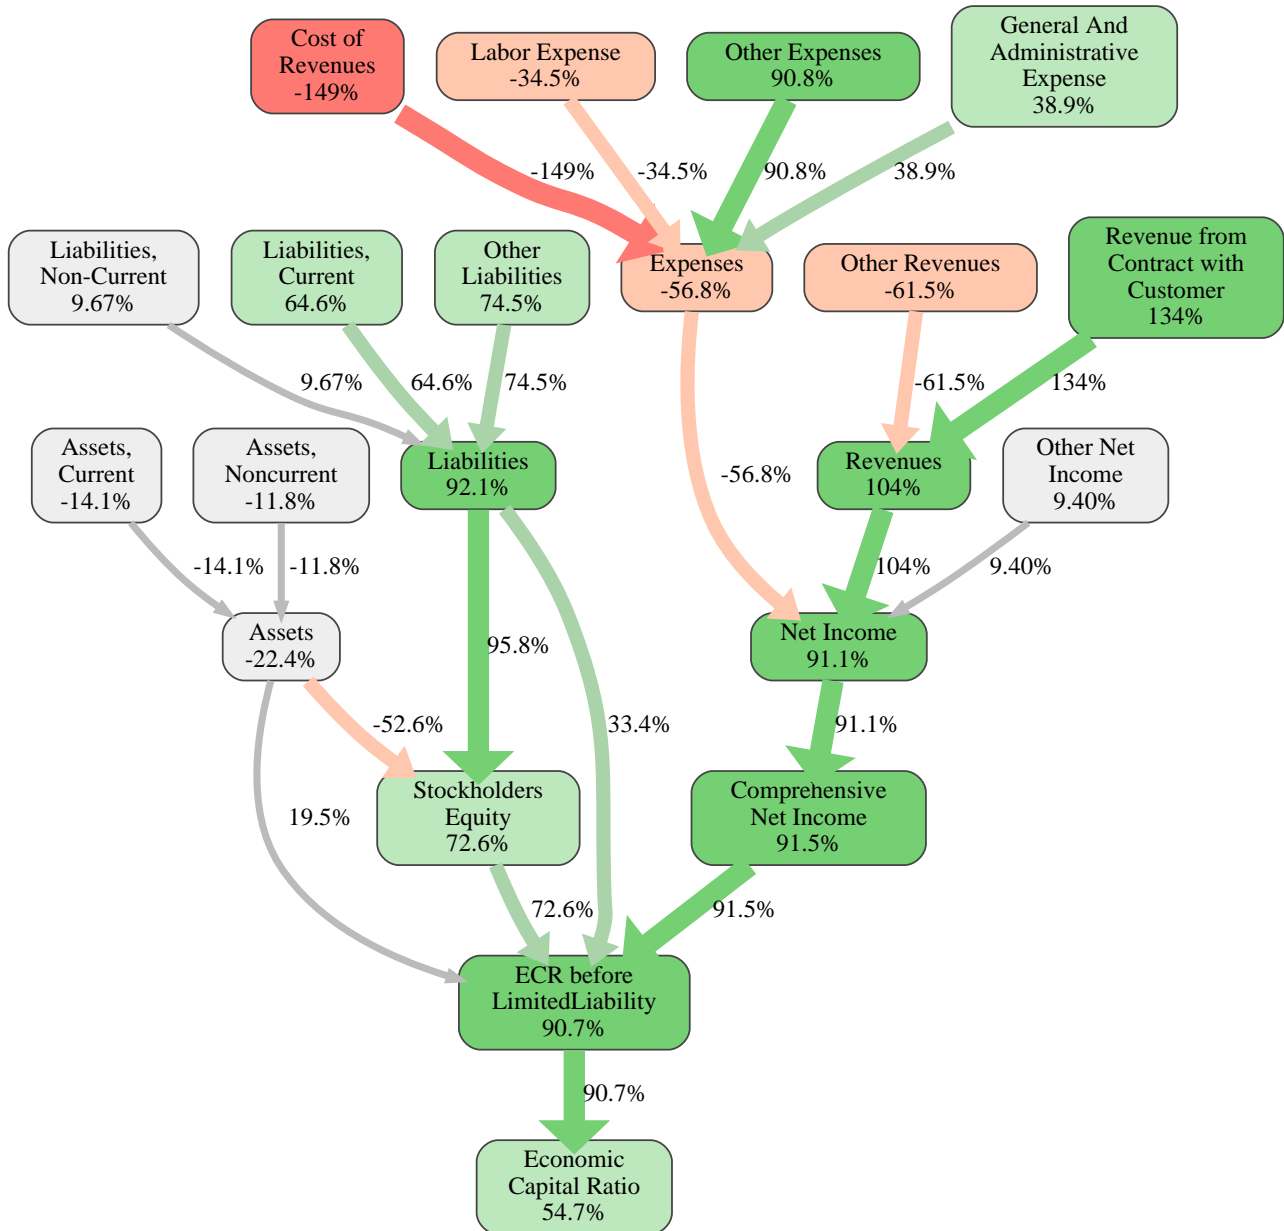 Cost of
Revenues
-149%
Labor Expense
-34.5%
Other Expenses
90.8%
General And
Administrative
Expense
38.9%
-149%
-34.5%
90.8%
38.9%
Liabilities,
Non-Current
9.67%
Liabilities,
Current
64.6%
Other
Liabilities
74.5%
Expenses
-56.8%
Other Revenues
-61.5%
Revenue from
Contract with
Customer
134%
9.67%
64.6%
74.5%
-61.5%
134%
Assets,
Current
-14.1%
Assets,
Noncurrent
-11.8%
Liabilities
92.1%
-56.8%
Revenues
104%
Other Net
Income
9.40%
-14.1%
-11.8%
104%
9.40%
Assets
-22.4%
95.8%
Net Income
91.1%
-52.6%
33.4%
91.1%
19.5%
Stockholders
Equity
72.6%
Comprehensive
Net Income
91.5%
72.6%
91.5%
ECR before
LimitedLiability
90.7%
90.7%
Economic
Capital Ratio
54.7%